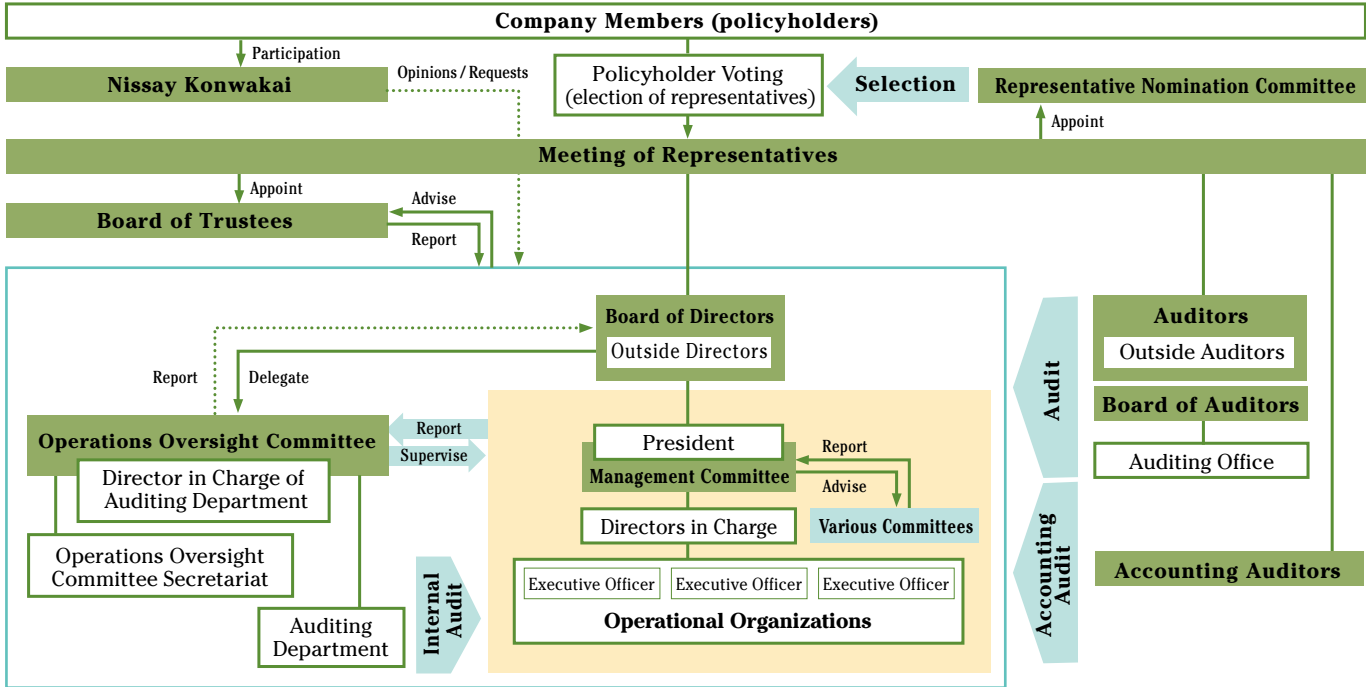 Company Members (policyholders)
Participation
Nissay Konwakai
Opinions / Requests
Policyholder Voting
(election of representatives)
Selection
Representative Nomination Committee
Appoint
Meeting of Representatives
Appoint
Board of Trustees
Advise
Report
Board of Directors
Outside Directors
Report
Delegate
Operations Oversight Committee
Director in Charge of
Auditing Department
Operations Oversight
Committee Secretariat
Auditing
Department
Report
Supervise
Internal
Audit
President
Management Committee
Report
Advise
Directors in Charge
Various Committees
Executive Officer
Executive Officer
Executive Officer
Operational Organizations
Audit
Accounting
Audit
Auditors
Outside Auditors
Board of Auditors
Auditing Office
Accounting Auditors